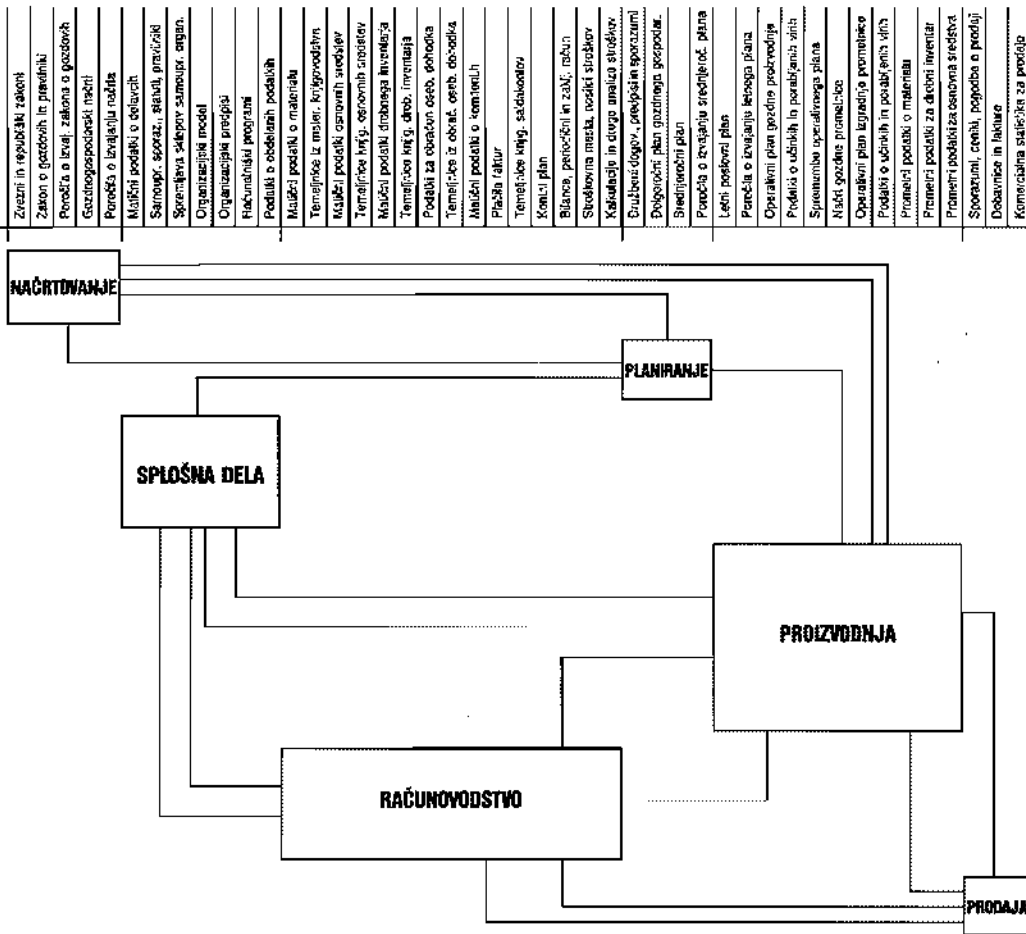 Zvezni in republiški zakoni
Zakon o gozdovih in pravilniki
Poročila o izvaj. zakona o gozdovih
Gozdnogospodarski načrti
Poročila o izvajanju načrta
Matični podatki o delavcih
Samoupr. sporaz., statuti, pravilniki
Spremljava sklepov samoupr. organ.
Organizacijski model
Organizacijski predpisi
Računalniški programi
Podatki o obdelanih podatkih
Matični podatki o materialu
Temeljnice iz mater. knjigovodstva
Matični podatki osnovnih sredstev
Temeljnice knjig. osnovnih sredstev
Matični podatki drobnega inventarja
Temeljnice knjig. drob. inventarja
Podatki za obračun oseb. dohodka
Temeljnice iz obrač. oseb. dohodka
Matični podatki o komitentih
Plačila faktur
Temeljnice knjig. saldakontov
Kontni plan
Bilance, periodični in zaklj. račun
Stroškovna mesta, nosilci stroškov
Kalkulacije in druge analize stroškov
Družbeni dogov., predpisi in sporazumi
Dolgoročni plan gozdnega gospodar.
Srednjeročni plan
Poročila o izvajanju srednjeroč. plana
Letni poslovni plan
Poročila o izvajanju letnega plana
Operativni plan gozdne proizvodnje
Podatki o učinkih in porabljenih virih
Sprememba operativnega plana
Načrt gozdne prometnice
Operativni plan izgradnje prometnice
Podatki o učinkih in porabljenih virih
Prometni podatki o materialu
Prometni podatki za drobni inventar
Prometni podatki za osnovna sredstva
Sporazumi, ceniki, pogodbe o prodaji
Dobavnice in fakture
Komercialna statistika za prodajo
NAČRTOVANJE
PLANIRANJE
SPLOŠNA DELA
PROIZVODNJA
RAČUNOVODSTVO
PRODAJA